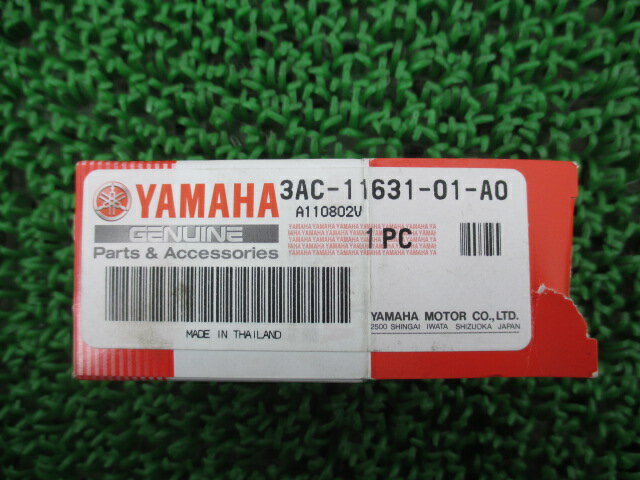 YAMAHA 3AC-11631-01-A0
A110802V
GENUINE
Parts & Accessories
1 PC
MADE IN THAILAND
YAMAHA MOTOR CO.,LTD.
2500 SHINGAI IWATA SHIZUOKA JAPAN